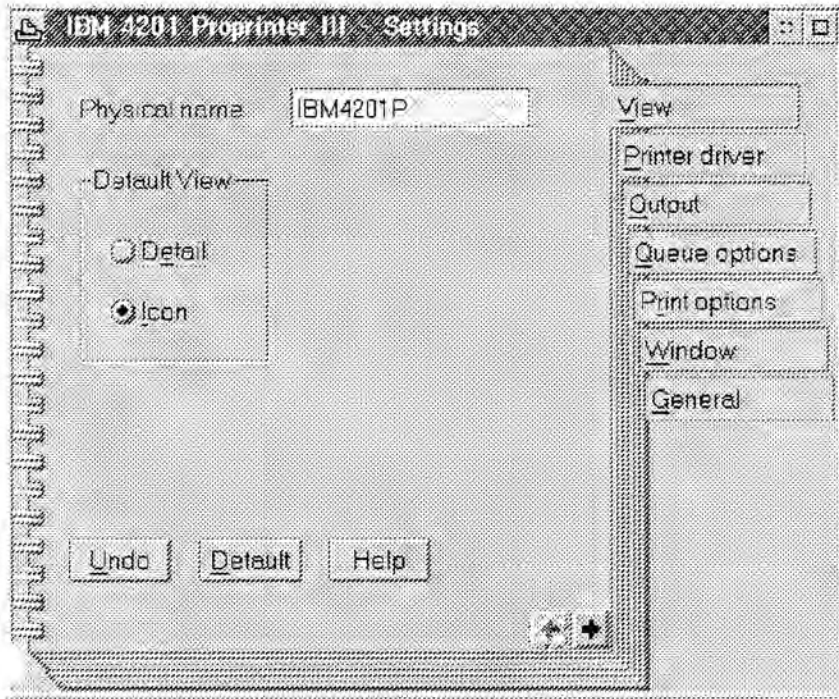 IBM 4201 Proprinter III - Settings
Physical name IBM4201P
View
Printer driver
Default View
Output
Detail
Queue options
Icon
Print options
Window
General
Undo Default Help